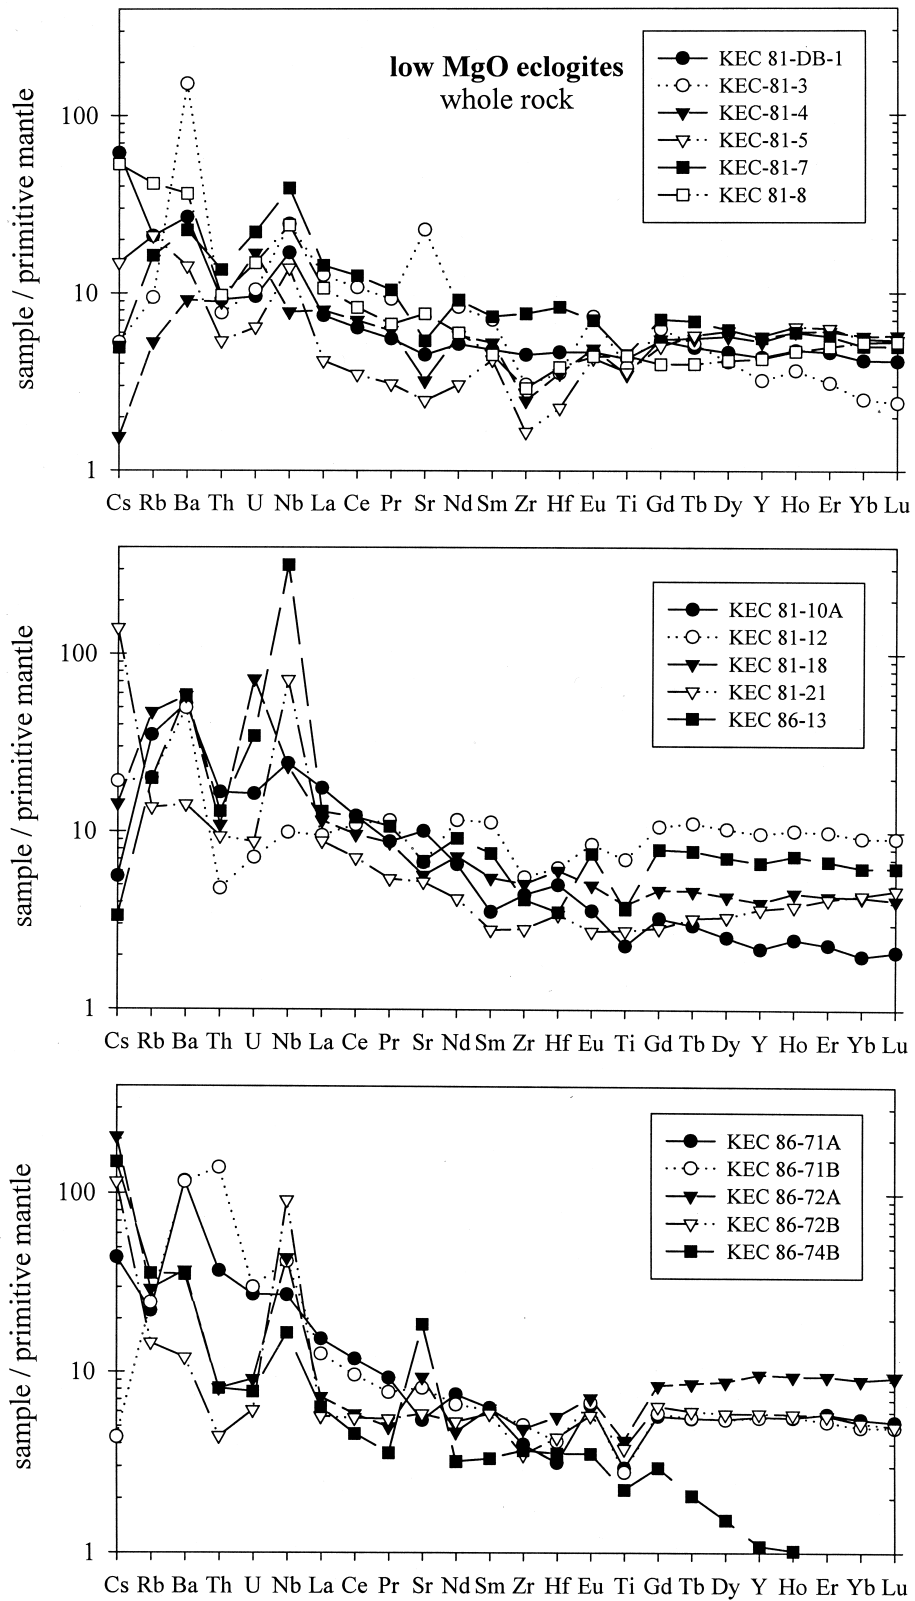 low MgO eclogites
whole rock
KEC 81-DB-1
KEC-81-3
KEC-81-4
KEC-81-5
KEC-81-7
KEC 81-8
sample / primitive mantle
100
10
1
Cs Rb Ba Th U Nb La Ce Pr Sr Nd Sm Zr Hf Eu Ti Gd Tb Dy Y Ho Er Yb Lu
KEC 81-10A
KEC 81-12
KEC 81-18
KEC 81-21
KEC 86-13
sample / primitive mantle
100
10
1
Cs Rb Ba Th U Nb La Ce Pr Sr Nd Sm Zr Hf Eu Ti Gd Tb Dy Y Ho Er Yb Lu
KEC 86-71A
KEC 86-71B
KEC 86-72A
KEC 86-72B
KEC 86-74B
sample / primitive mantle
100
10
1
Cs Rb Ba Th U Nb La Ce Pr Sr Nd Sm Zr Hf Eu Ti Gd Tb Dy Y Ho Er Yb Lu